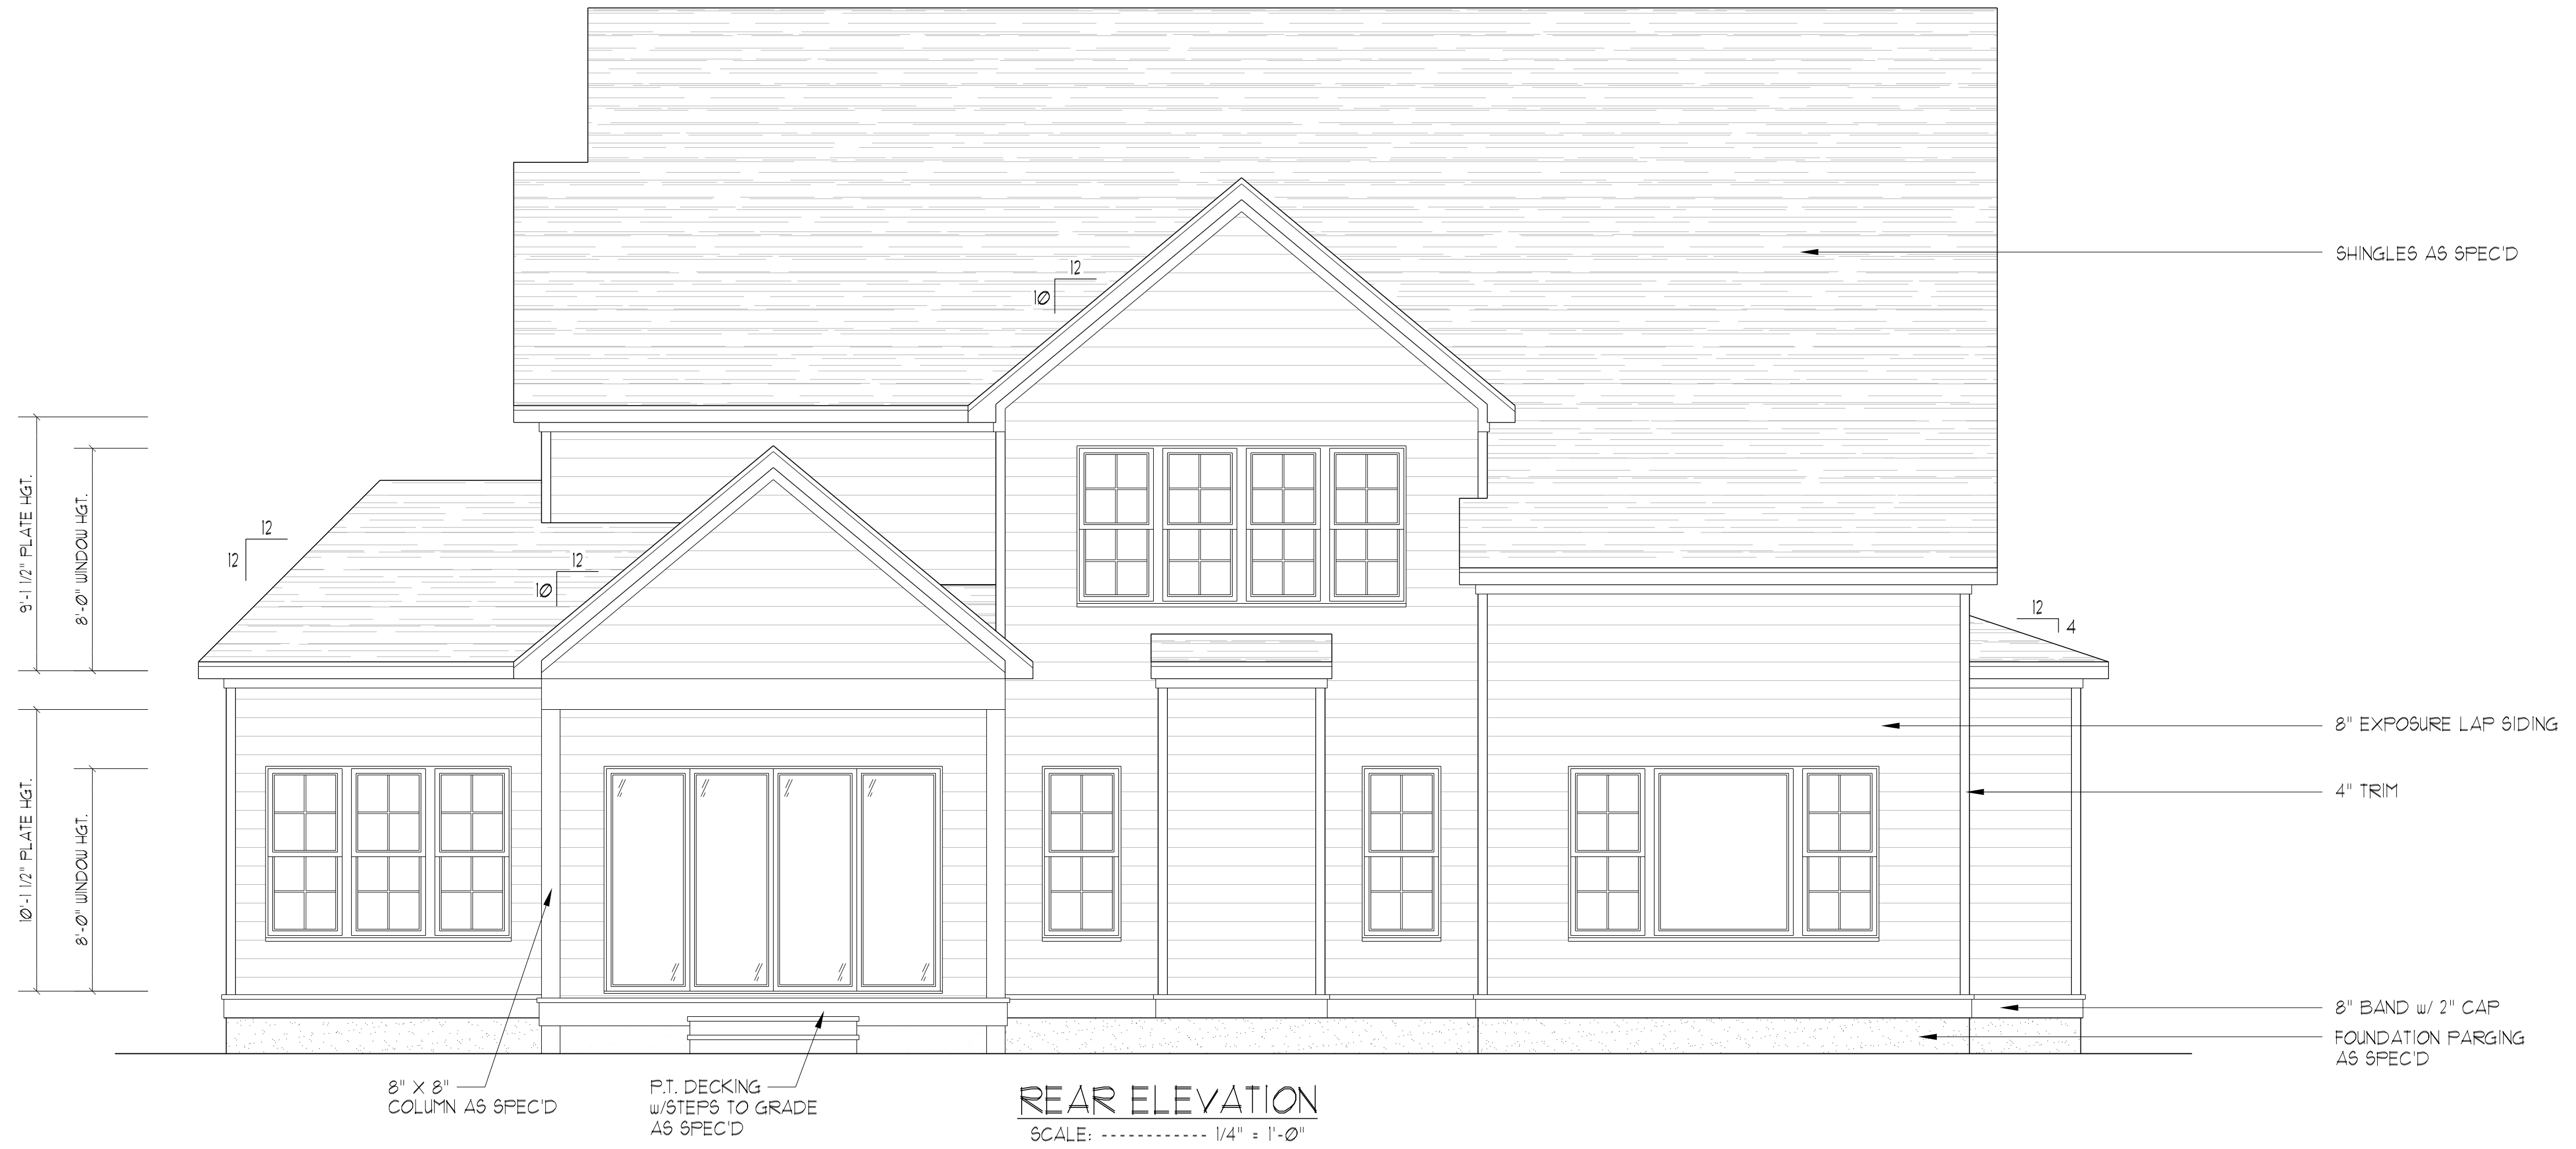 SHINGLES AS SPEC'D
12
10
9'-1 1/2" PLATE HGT.
8'-0" WINDOW HGT.
12
12
12
10
12
4
8" EXPOSURE LAP SIDING
10'-1 1/2" PLATE HGT.
8'-0" WINDOW HGT.
4" TRIM
8" BAND w/ 2" CAP
FOUNDATION PARGING
AS SPEC'D
8" X 8"
COLUMN AS SPEC'D
P.T. DECKING
w/STEPS TO GRADE
AS SPEC'D
REAR ELEVATION
SCALE: ------------ 1/4" = 1'-0"